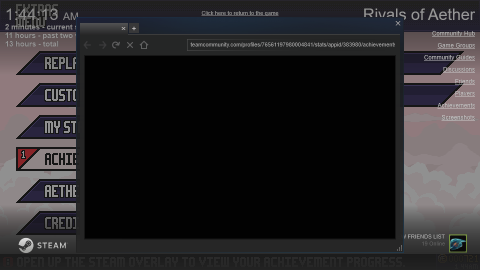 EXTRAS
MENU
1:44:13 AM
Click here to return to the game
Rivals of Aether
2 minutes - current
11 hours - past two
13 hours - total
Community Hub
Game Groups
Community Guides
Discussions
Friends
Players
Achievements
Screenshots
teamcommunity.com/profiles/76561197960004841/stats/appid/383980/achievement
REPLA
CUSTO
MY ST
1
ACHIE
AETHE
CREDI
STEAM
FRIENDS LIST
Online
OPEN UP THE STEAM OVERLAY TO VIEW YOUR ACHIEVEMENT PROGRESS